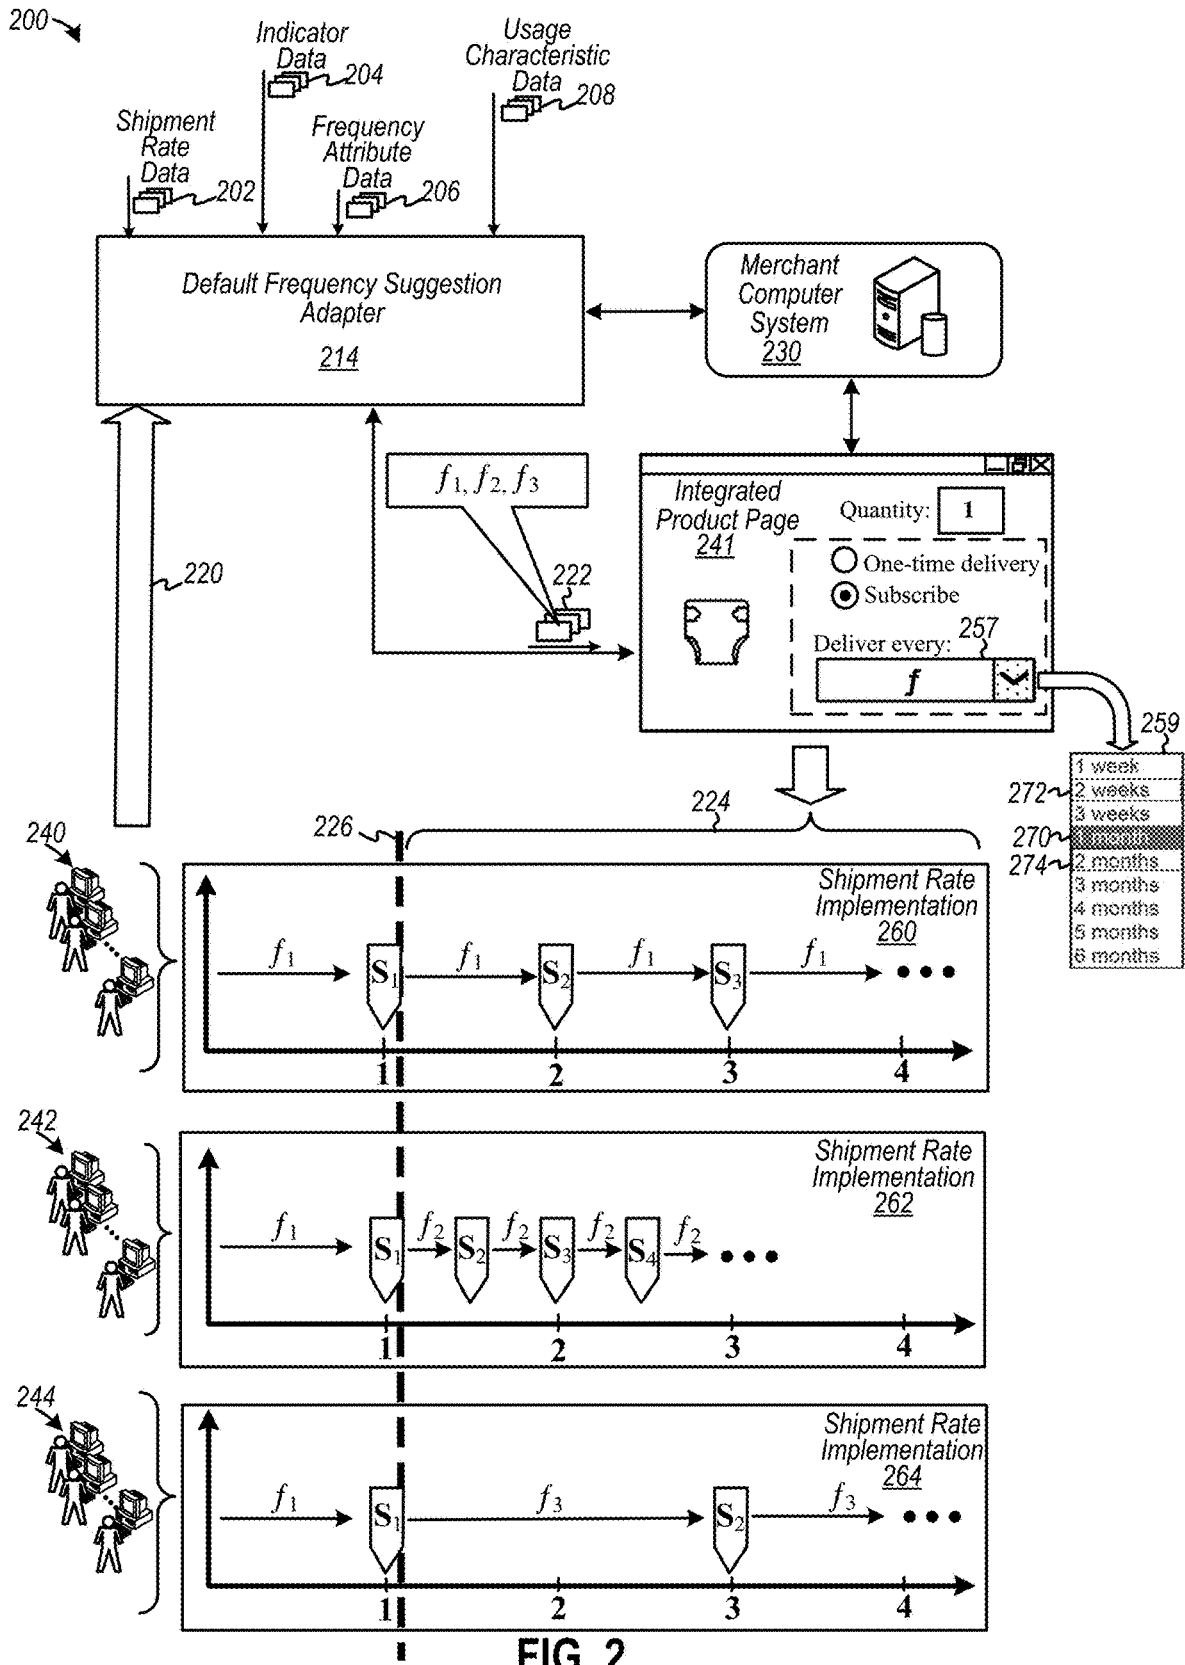 200
Indicator
Data
204
Usage
Characteristic
Data
208
Shipment
Rate
Data
202
Frequency
Attribute
Data
206
Default Frequency Suggestion
Adapter
214
Merchant
Computer
System
230
f1, f2, f3
222
220
Integrated
Product Page
241
Quantity: 1
One-time delivery
Subscribe
Deliver every: 257
f
259
1 week
272 2 weeks
3 weeks
270 1 month
274 2 months
3 months
4 months
5 months
6 months
226
224
240
Shipment Rate
Implementation
260
f1 S1 f1 S2 f1 S3 f1
1 2 3 4
242
Shipment Rate
Implementation
262
f1 S1 f2 S2 f2 S3 f2 S4 f2
1 2 3 4
244
Shipment Rate
Implementation
264
f1 S1 f3 S2 f3
1 2 3 4
FIG. 2